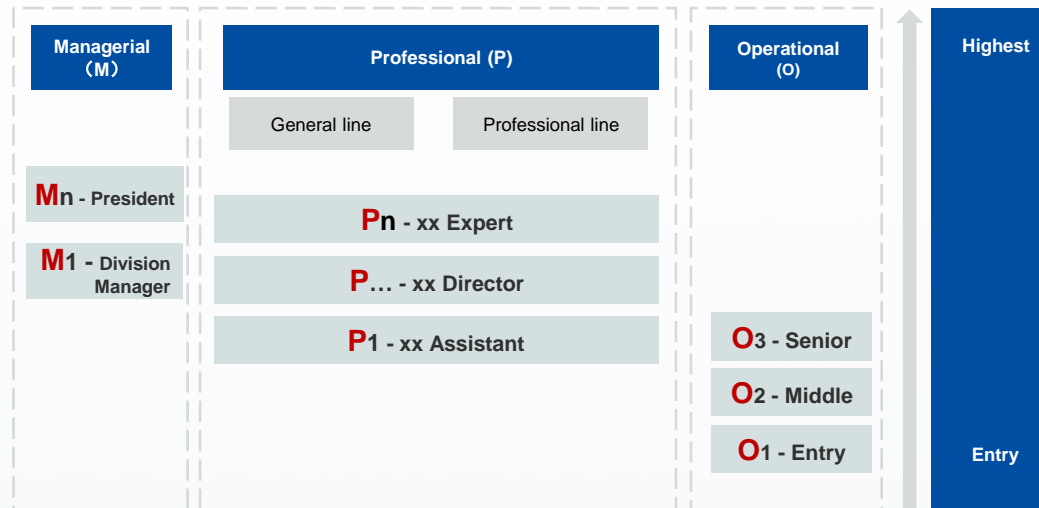 Managerial
（M）
Professional (P)
Operational
(O)
Highest
General line
Professional line
Mn - President
Pn - xx Expert
M1 - Division
Manager
P... - xx Director
P1 - xx Assistant
O3 - Senior
O2 - Middle
O1 - Entry
Entry